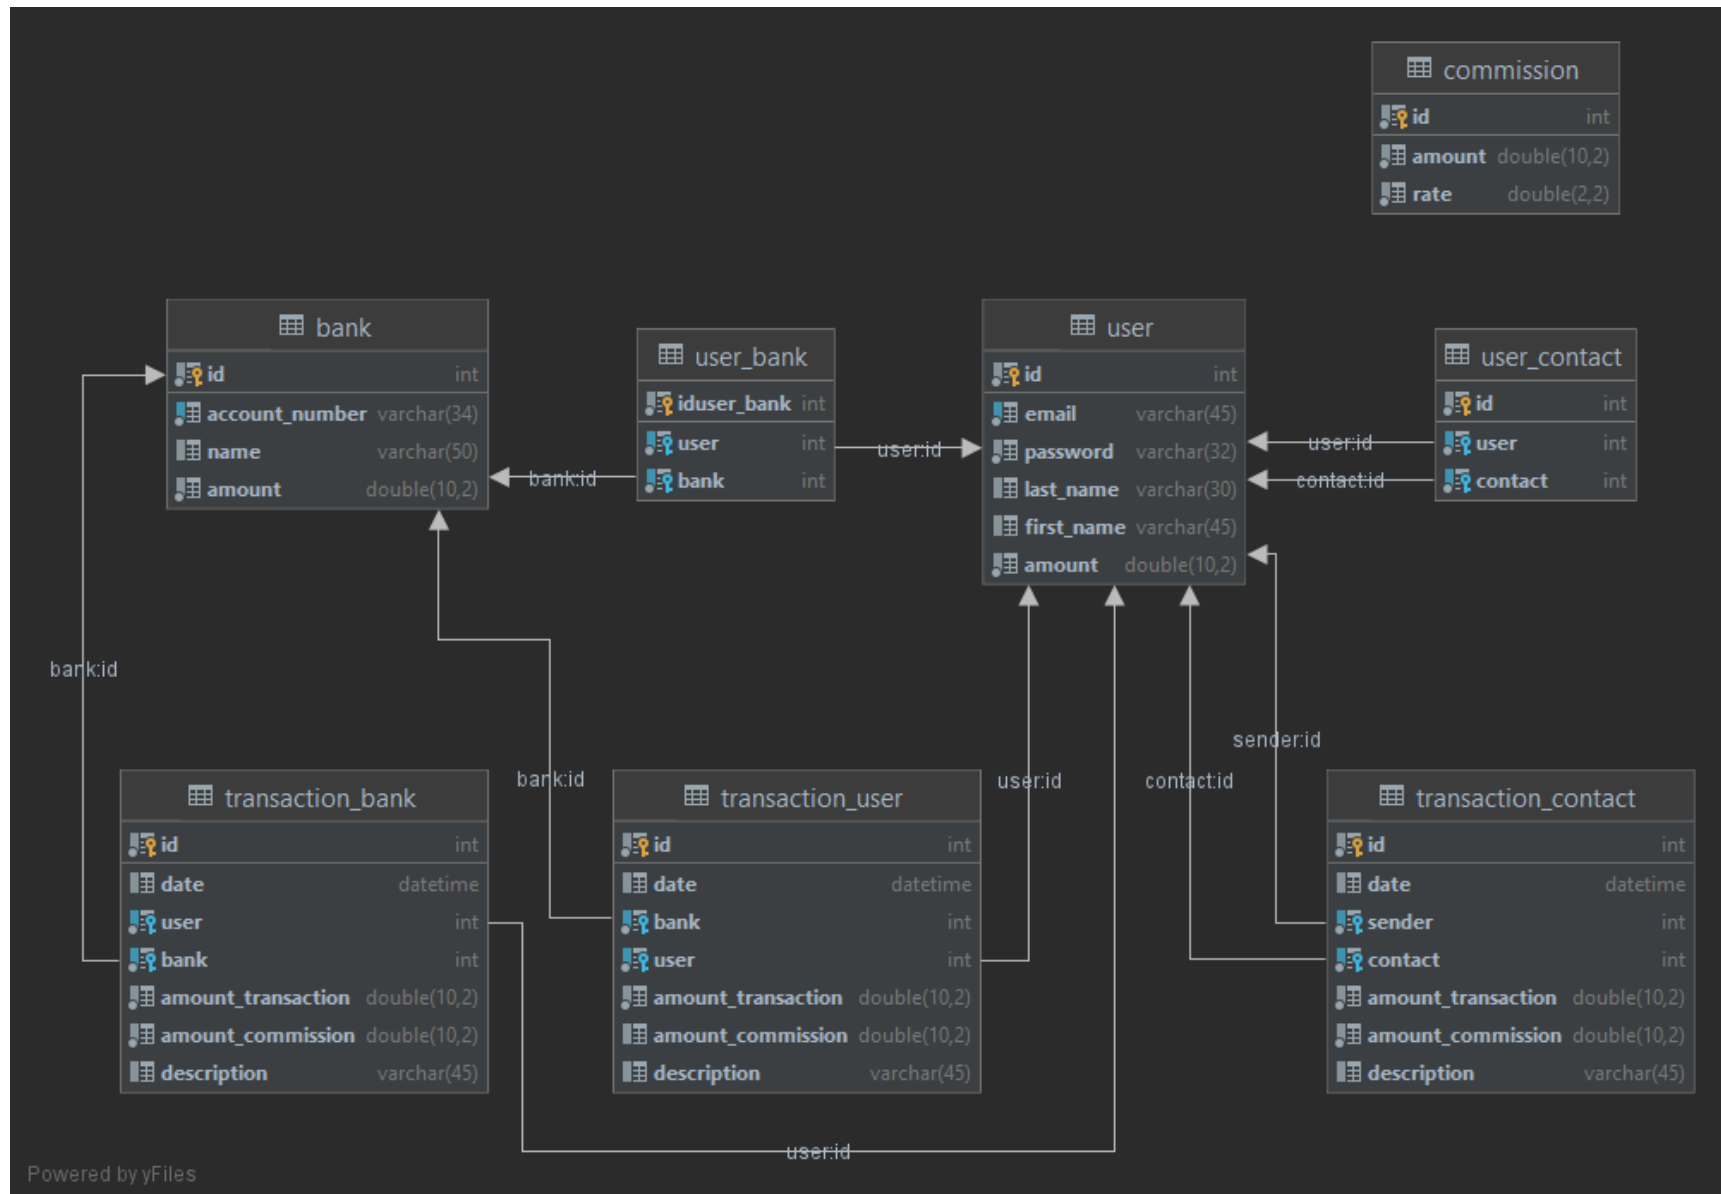 commission
id int
amount double(10,2)
rate double(2,2)
bank
id int
account_number varchar(34)
name varchar(50)
amount double(10,2)
user_bank
iduser_bank int
user int
bank int
user
id int
email varchar(45)
password varchar(32)
last_name varchar(30)
first_name varchar(45)
amount double(10,2)
user_contact
id int
user int
contact int
bank:id
user:id
user:id
contact:id
bank:id
bank:id
user:id
contact:id
sender:id
transaction_bank
id int
date datetime
user int
bank int
amount_transaction double(10,2)
amount_commission double(10,2)
description varchar(45)
transaction_user
id int
date datetime
bank int
user int
amount_transaction double(10,2)
amount_commission double(10,2)
description varchar(45)
transaction_contact
id int
date datetime
sender int
contact int
amount_transaction double(10,2)
amount_commission double(10,2)
description varchar(45)
user:id
Powered by yFiles